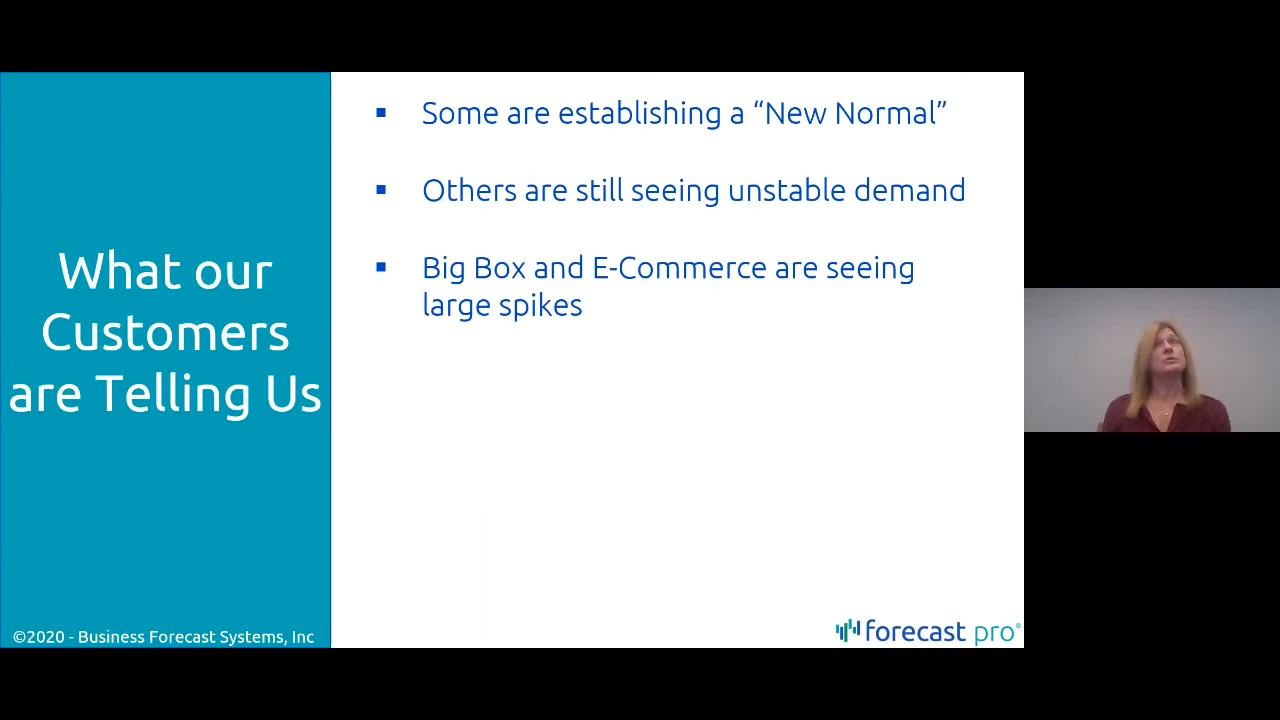 What our
Customers
are Telling Us
©2020 - Business Forecast Systems, Inc
▪ Some are establishing a “New Normal”
▪ Others are still seeing unstable demand
▪ Big Box and E-Commerce are seeing
large spikes
forecast pro®